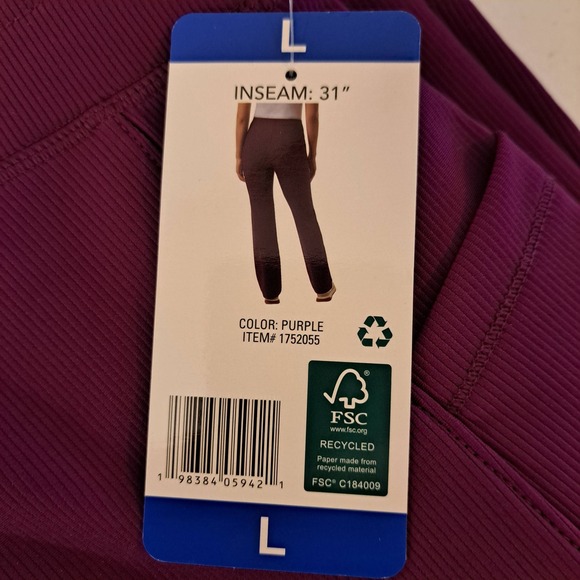 L
INSEAM: 31"
COLOR: PURPLE
ITEM# 1752055
FSC®
www.fsc.org
RECYCLED
Paper made from
recycled material
FSC® C184009
1 98384 05942 1
L